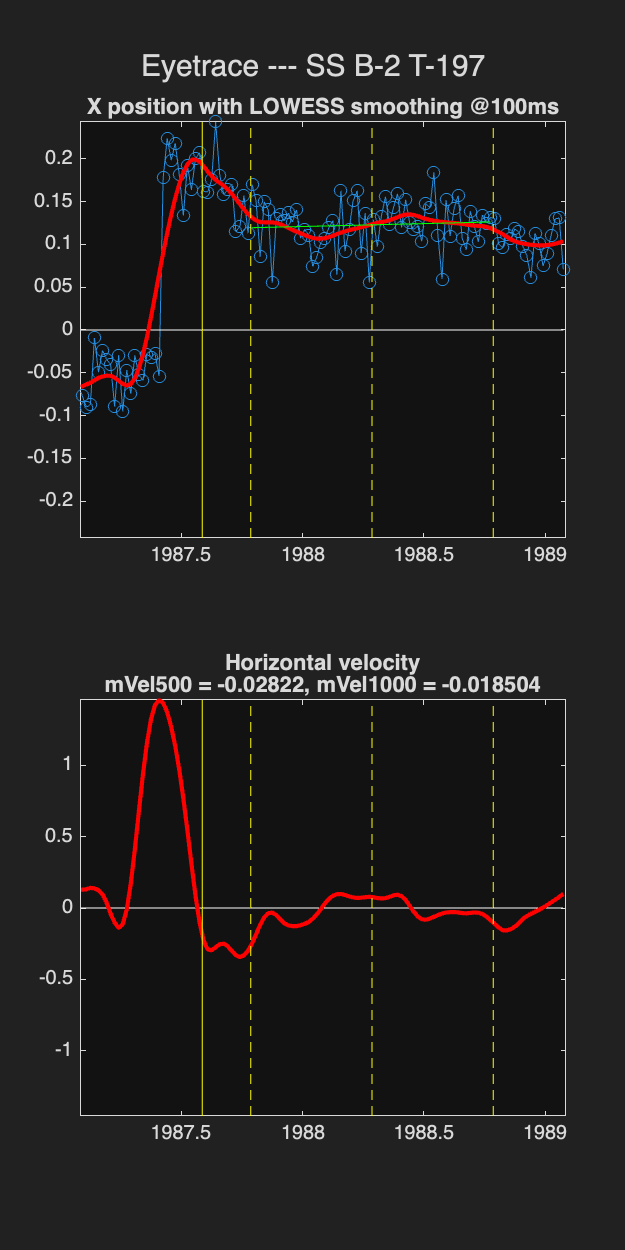 Eyetrace --- SS B-2 T-197
X position with LOWESS smoothing @100ms
0.2
0.15
0.1
0.05
0
-0.05
-0.1
-0.15
-0.2
1987.5 1988 1988.5 1989
Horizontal velocity
mVel500 = -0.02822, mVel1000 = -0.018504
1
0.5
0
-0.5
-1
1987.5 1988 1988.5 1989